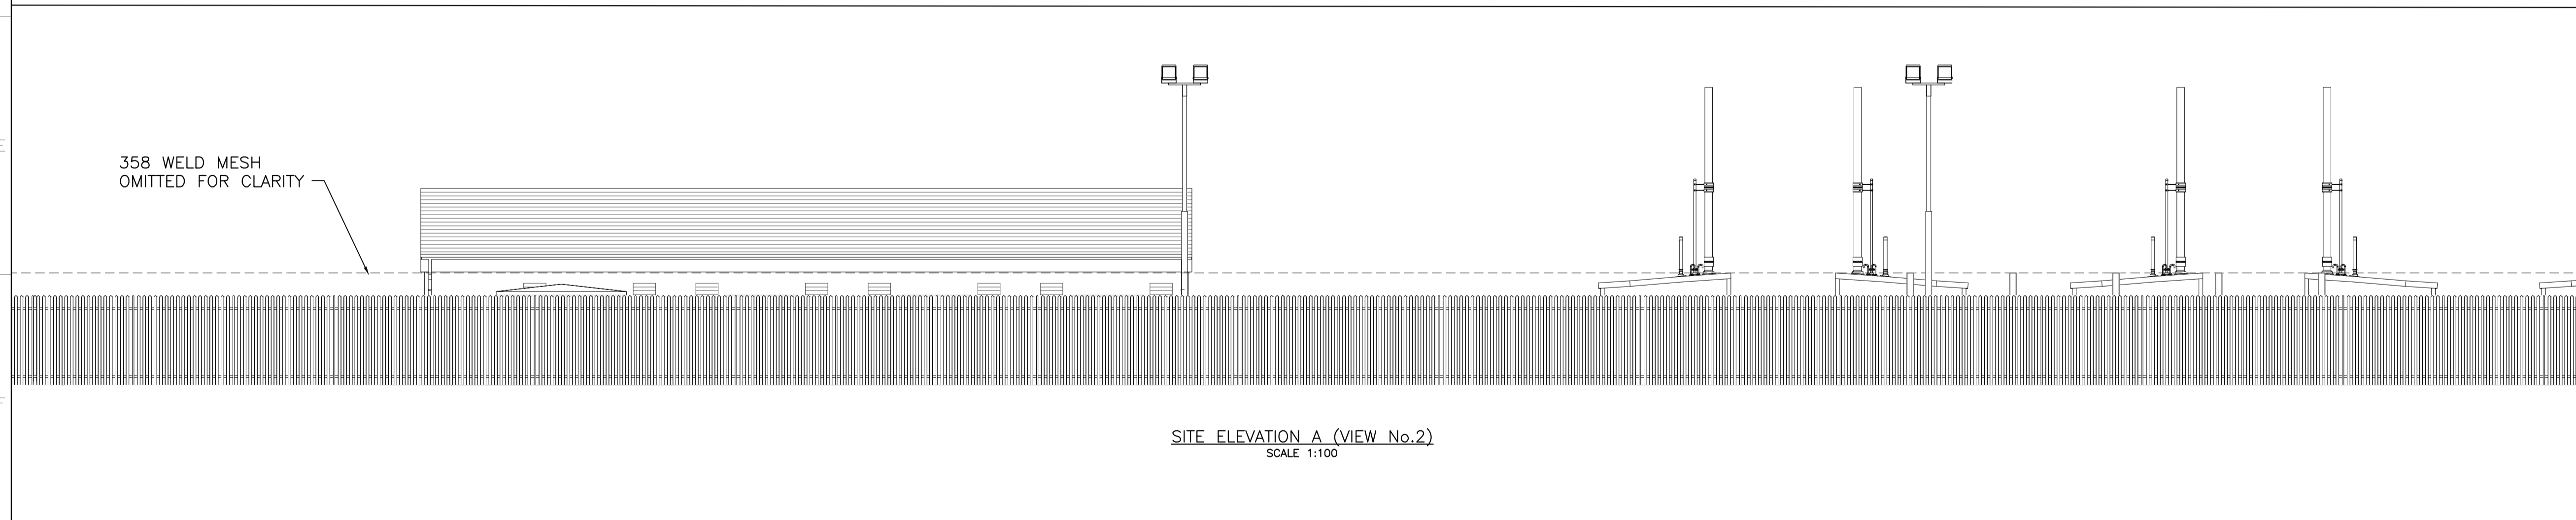 358 WELD MESH
OMITTED FOR CLARITY
SITE ELEVATION A (VIEW No.2)
SCALE 1:100